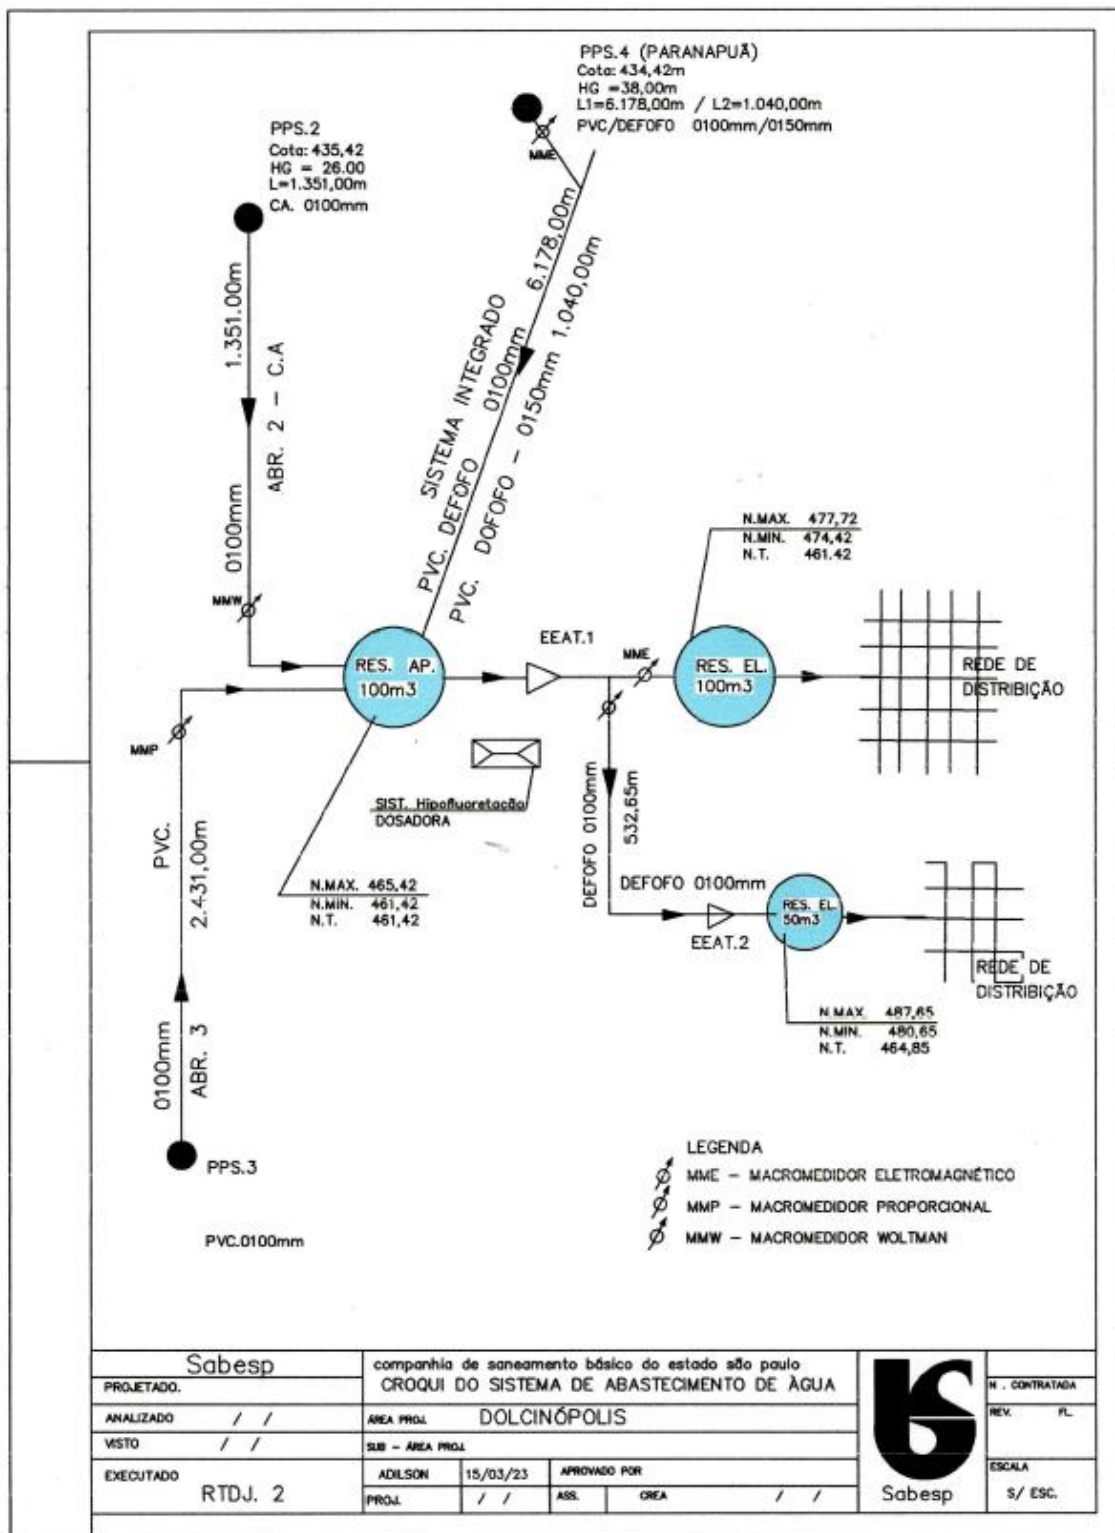 PPS.4 (PARANAPUÃ)
Cota: 434,42m
HG =38,00m
L1=6.178,00m / L2=1.040,00m
PVC/DEFOFO 0100mm/0150mm
MME
PPS.2
Cota: 435,42
HG = 26.00
L=1.351,00m
CA. 0100mm
1.351.00m
ABR. 2 - C.A
0100mm
MMW
SISTEMA INTEGRADO
PVC. DEFOFO 0100mm 6.178,00m
PVC. DOFOFO - 0150mm 1.040,00m
N.MAX. 477,72
N.MIN. 474,42
N.T. 461.42
EEAT.1
MME
RES. AP.
100m3
RES. EL.
100m3
REDE DE
DISTRIBIÇÃO
MMP
SIST. Hipofluoretação
DOSADORA
DEFOFO 0100mm
532,65m
PVC.
2.431,00m
N.MAX. 465,42
N.MIN. 461,42
N.T. 461,42
DEFOFO 0100mm
RES. EL.
50m3
EEAT.2
REDE DE
DISTRIBIÇÃO
N.MAX. 487,65
N.MIN. 480,65
N.T. 464,85
0100mm
ABR. 3
PPS.3
PVC.0100mm
LEGENDA
MME - MACROMEDIDOR ELETROMAGNÉTICO
MMP - MACROMEDIDOR PROPORCIONAL
MMW - MACROMEDIDOR WOLTMAN
Sabesp
companhia de saneamento básico do estado são paulo
PROJETADO.
CROQUI DO SISTEMA DE ABASTECIMENTO DE ÀGUA
N . CONTRATADA
ANALIZADO / /
ÁREA PROJ. DOLCINÓPOLIS
REV. FL.
VISTO / /
SUB - ÁREA PROJ.
EXECUTADO
RTDJ. 2
ADILSON 15/03/23 APROVADO POR
PROJ. / / ASS. CREA / /
Sabesp
ESCALA
S/ ESC.